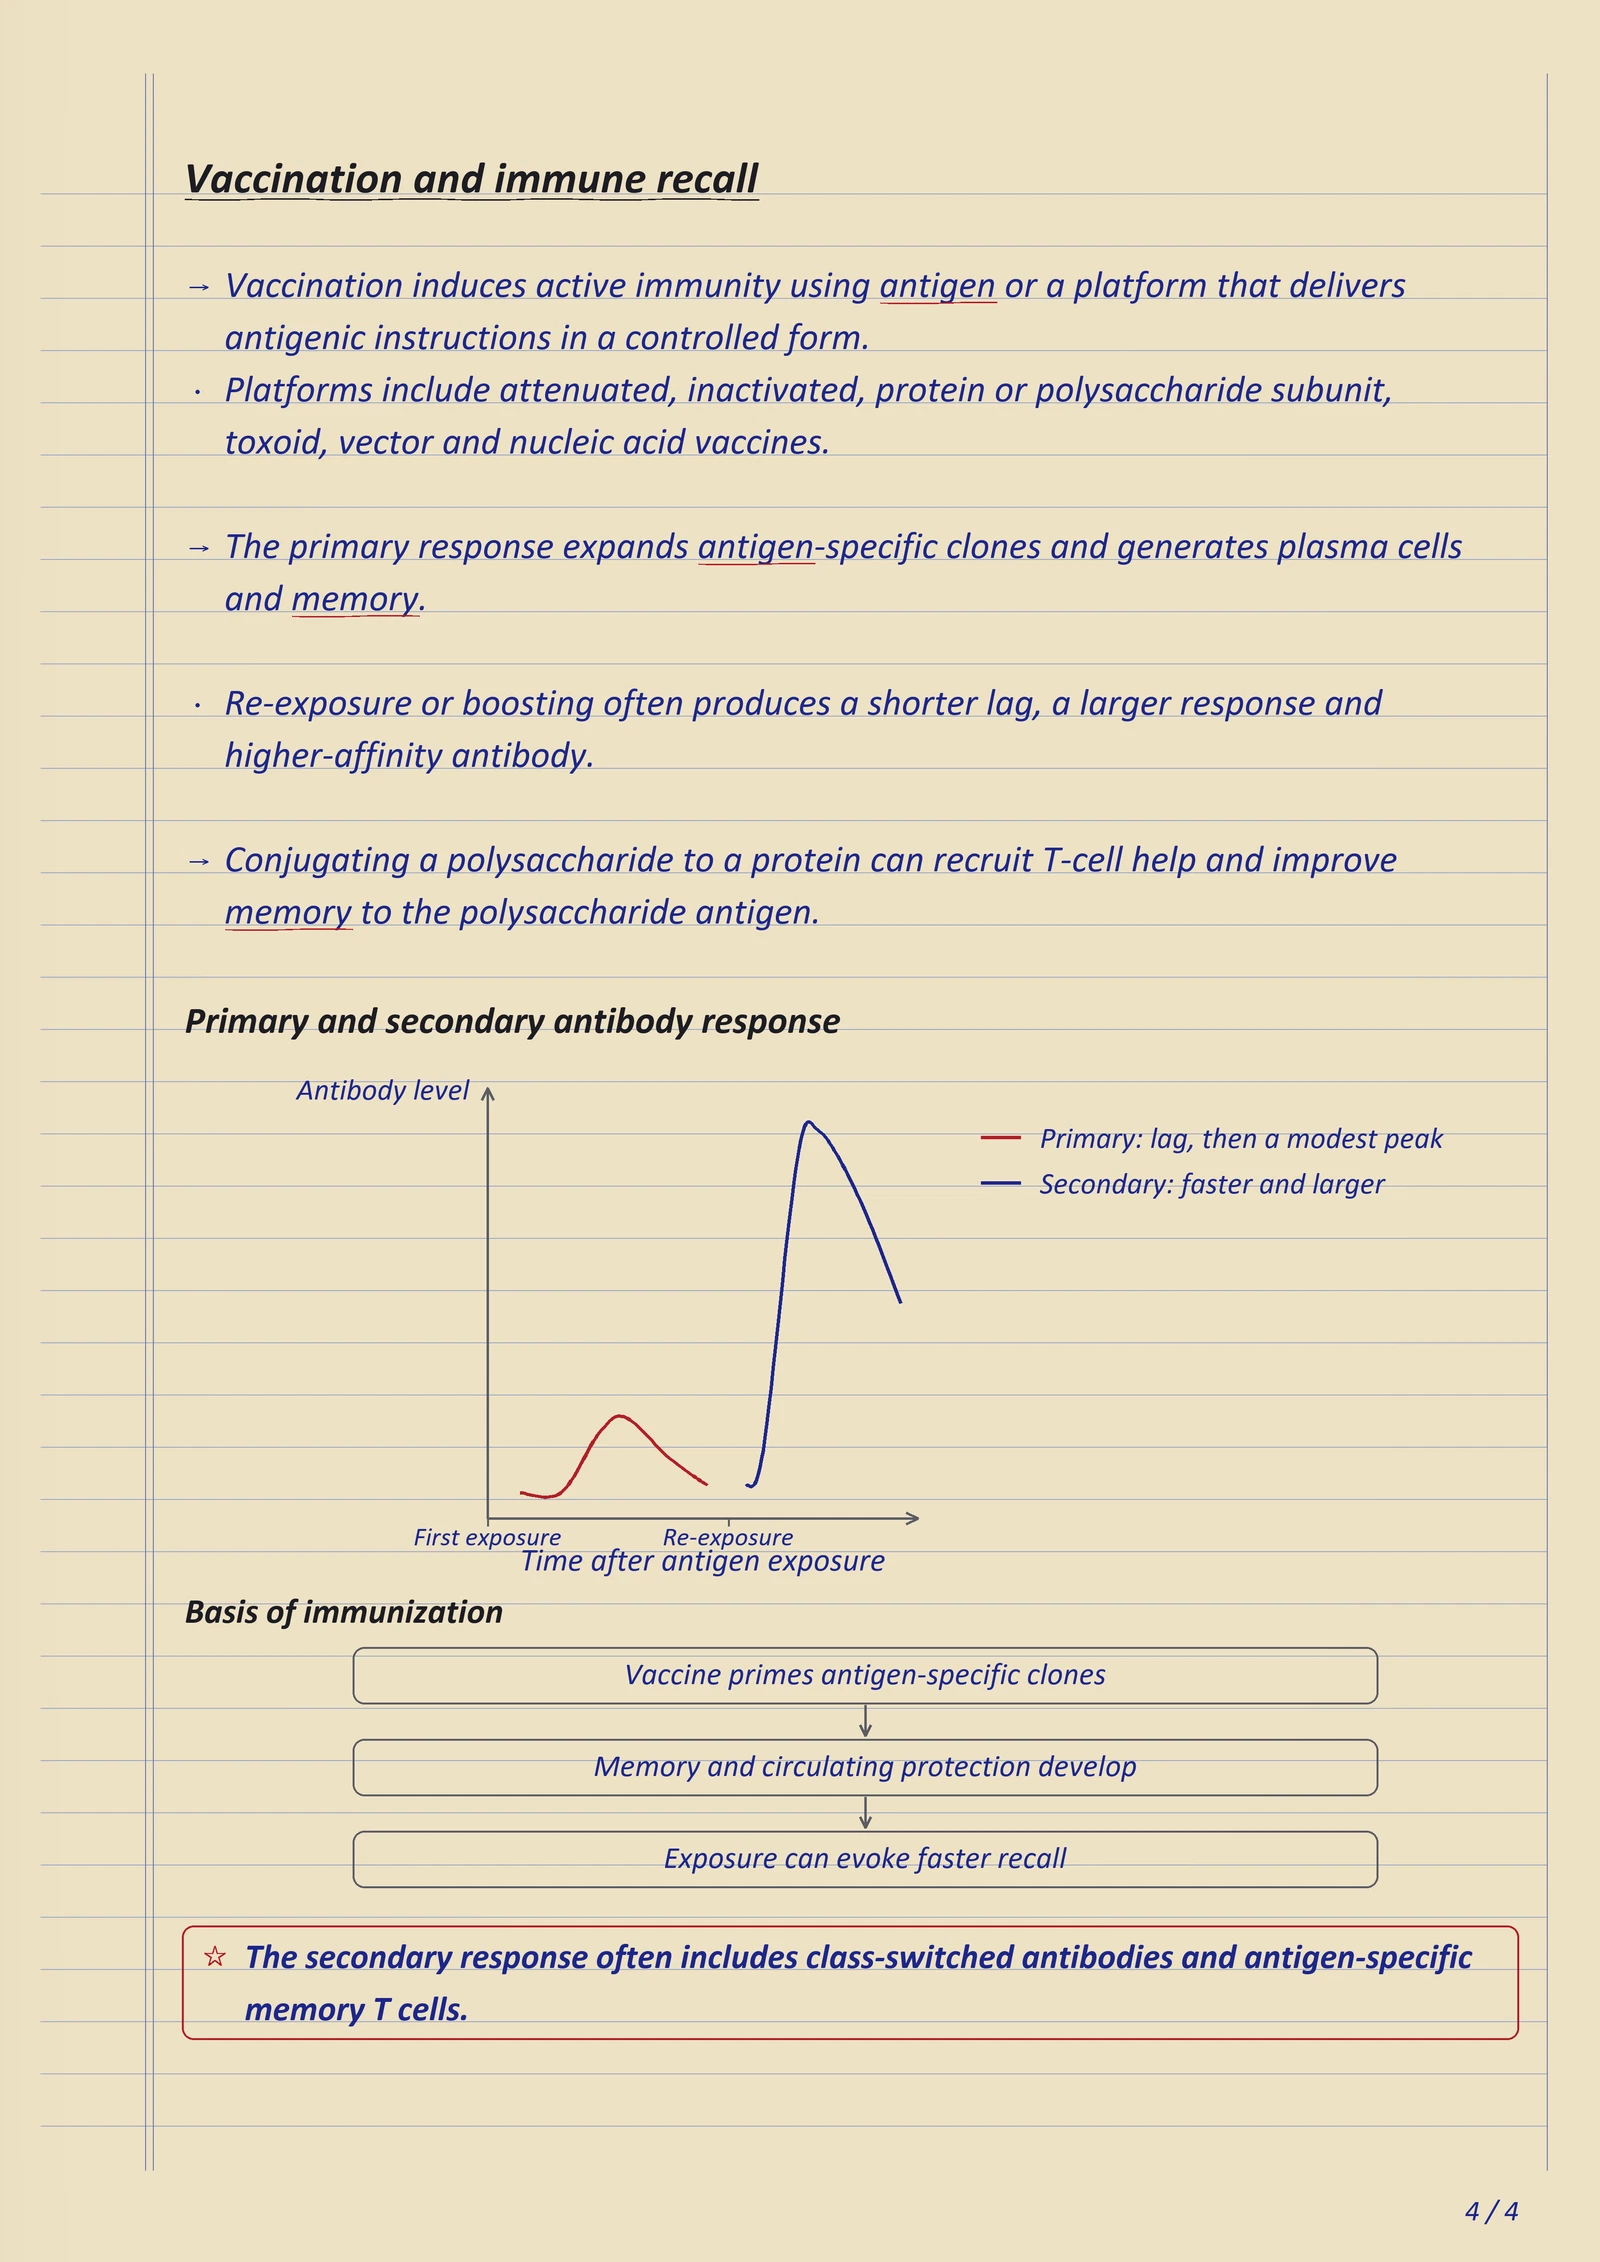 Vaccination and immune recall
→ Vaccination induces active immunity using antigen or a platform that delivers
antigenic instructions in a controlled form.
· Platforms include attenuated, inactivated, protein or polysaccharide subunit,
toxoid, vector and nucleic acid vaccines.
→ The primary response expands antigen-specific clones and generates plasma cells
and memory.
· Re-exposure or boosting often produces a shorter lag, a larger response and
higher-affinity antibody.
→ Conjugating a polysaccharide to a protein can recruit T-cell help and improve
memory to the polysaccharide antigen.
Primary and secondary antibody response
Antibody level
Primary: lag, then a modest peak
Secondary: faster and larger
First exposure Re-exposure
Time after antigen exposure
Basis of immunization
Vaccine primes antigen-specific clones
Memory and circulating protection develop
Exposure can evoke faster recall
☆ The secondary response often includes class-switched antibodies and antigen-specific
memory T cells.
4 / 4